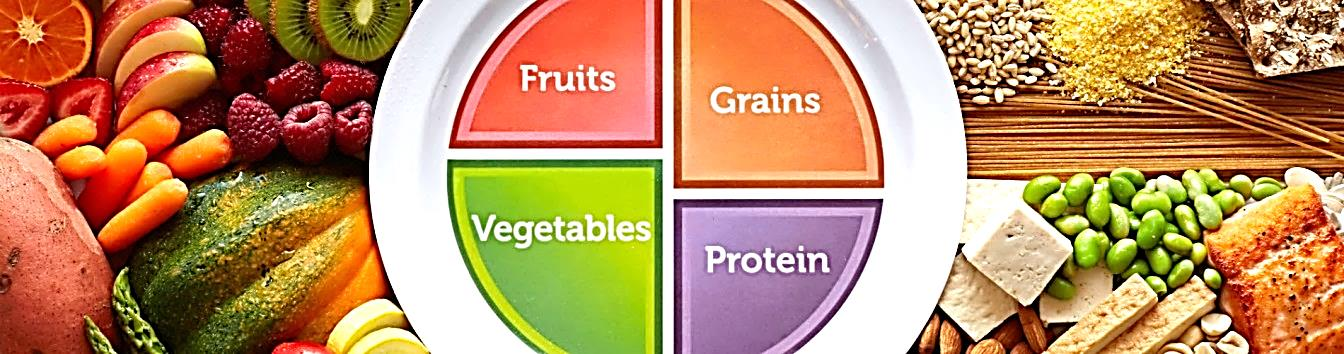 Fruits
Grains
Vegetables
Protein